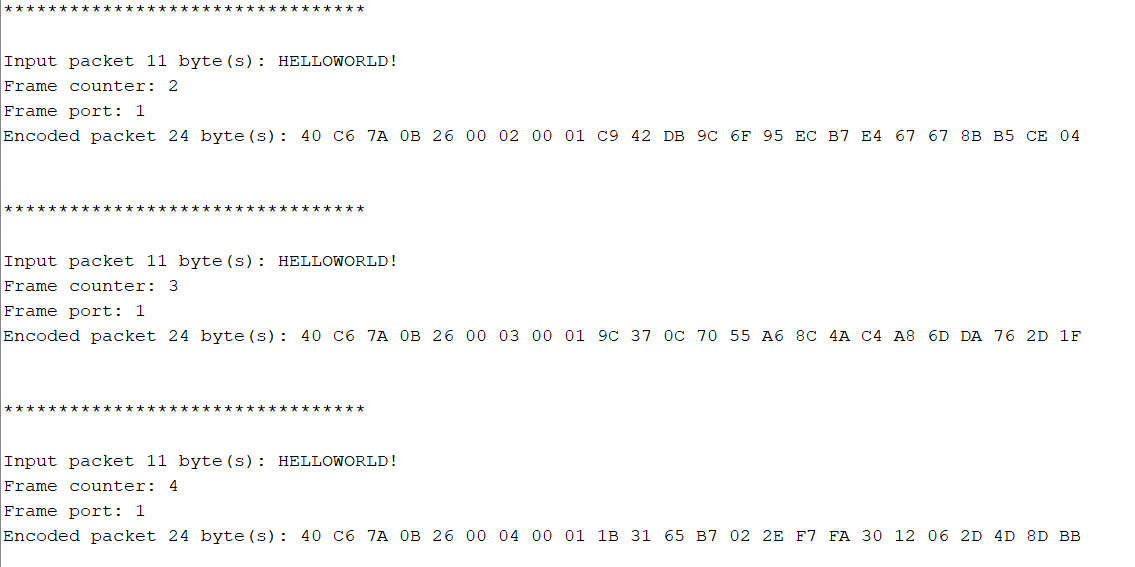 *********************************
Input packet 11 byte(s): HELLOWORLD!
Frame counter: 2
Frame port: 1
Encoded packet 24 byte(s): 40 C6 7A 0B 26 00 02 00 01 C9 42 DB 9C 6F 95 EC B7 E4 67 67 8B B5 CE 04
*********************************
Input packet 11 byte(s): HELLOWORLD!
Frame counter: 3
Frame port: 1
Encoded packet 24 byte(s): 40 C6 7A 0B 26 00 03 00 01 9C 37 0C 70 55 A6 8C 4A C4 A8 6D DA 76 2D 1F
*********************************
Input packet 11 byte(s): HELLOWORLD!
Frame counter: 4
Frame port: 1
Encoded packet 24 byte(s): 40 C6 7A 0B 26 00 04 00 01 1B 31 65 B7 02 2E F7 FA 30 12 06 2D 4D 8D BB